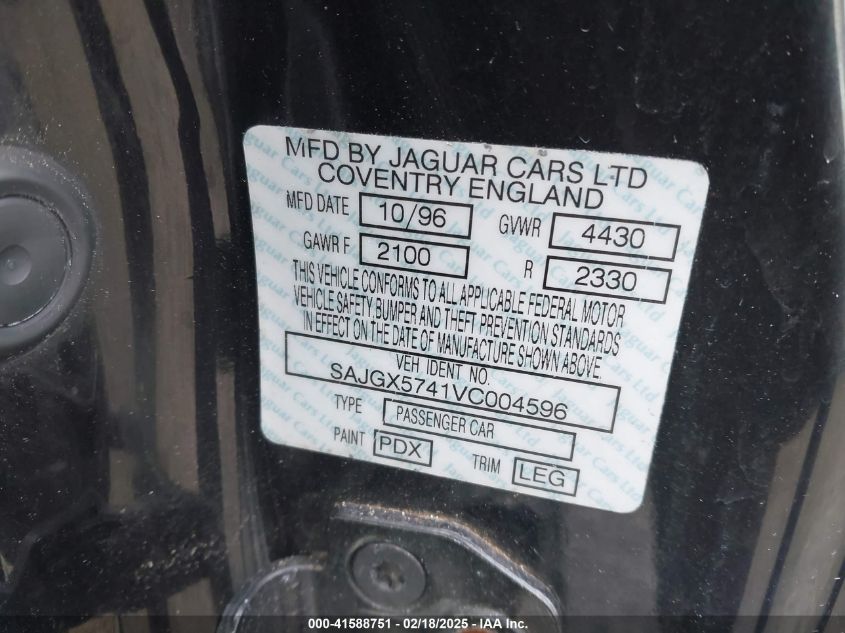 MFD BY JAGUAR CARS LTD
COVENTRY ENGLAND
MFD DATE 10/96 GVWR 4430
GAWR F 2100 R 2330
THIS VEHICLE CONFORMS TO ALL APPLICABLE FEDERAL MOTOR
VEHICLE SAFETY, BUMPER AND THEFT PREVENTION STANDARDS
IN EFFECT ON THE DATE OF MANUFACTURE SHOWN ABOVE.
VEH IDENT NO.
SAJGX5741VC004596
TYPE PASSENGER CAR
PAINT PDX TRIM LEG
000-41588751 — 02/18/2025 — IAA Inc.